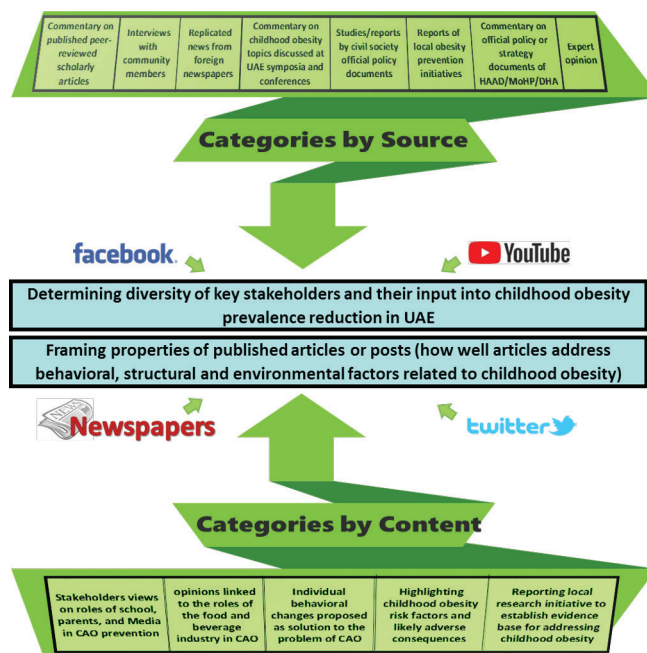 Commentary on
published peer-
reviewed
scholarly
articles
Interviews
with
community
members
Replicated
news from
foreign
newspapers
Commentary on
childhood obesity
topics discussed at
UAE symposia and
conferences
Studies/reports
by civil society
official policy
documents
Reports of
local obesity
prevention
initiatives
Commentary on
official policy or
strategy
documents of
HAAD/MoHP/DHA
Expert
opinion
Categories by Source
facebook.
YouTube
Determining diversity of key stakeholders and their input into childhood obesity
prevalence reduction in UAE
Framing properties of published articles or posts (how well articles address
behavioral, structural and environmental factors related to childhood obesity)
NEWS
Newspapers
twitter
Categories by Content
Stakeholders views
on roles of school,
parents, and Media
in CAO prevention
opinions linked
to the roles of
the food and
beverage
industry in CAO
Individual
behavioral
changes proposed
as solution to the
problem of CAO
Highlighting
childhood obesity
risk factors and
likely adverse
consequences
Reporting local
research initiative to
establish evidence
base for addressing
childhood obesity